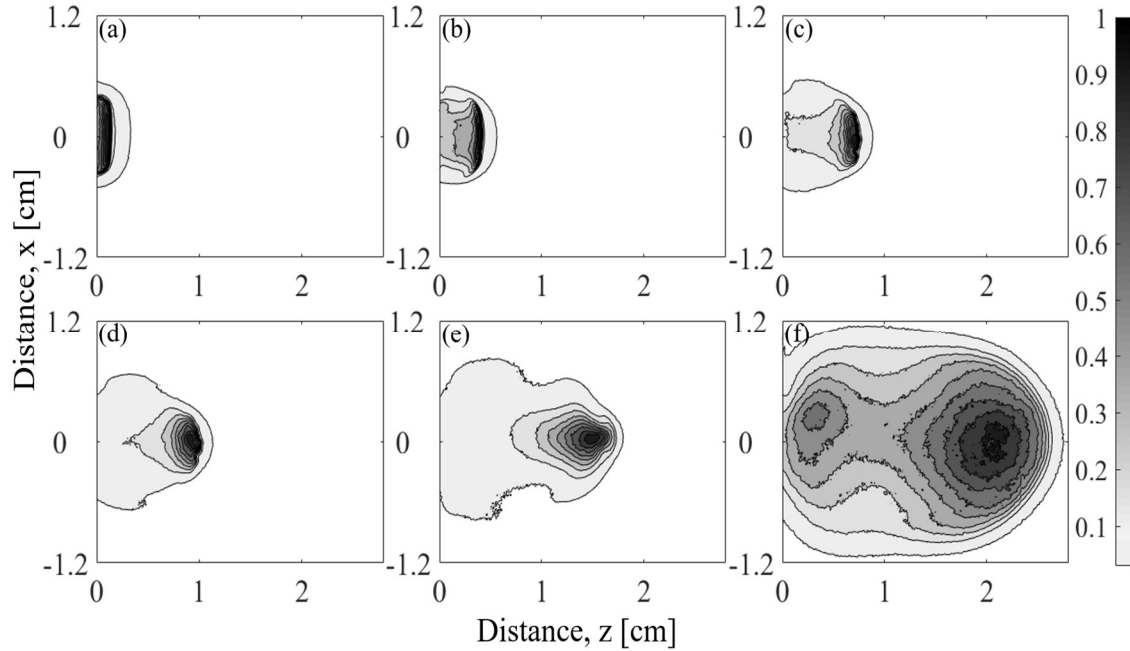 1.2 (a) (b) 1.2 (c) 1
0.9
0 0 0 0.8
0.7
-1.2 -1.2 -1.2 0.6
0 1 2 0 1 2 0 1 2
0.5
1.2 (d) 1.2 (e) 1.2 (f)
0.4
0.3
0 0 0
0.2
0.1
-1.2 -1.2 -1.2
0 1 2 0 1 2 0 1 2
Distance, x [cm]
Distance, z [cm]